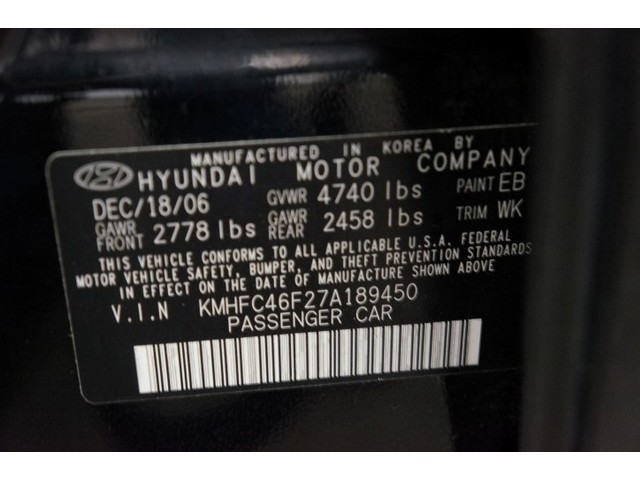 MANUFACTURED IN KOREA BY
HYUNDAI MOTOR COMPANY
DEC/18/06 GVWR 4740 lbs PAINT EB
GAWR FRONT 2778 lbs GAWR REAR 2458 lbs TRIM WK
THIS VEHICLE CONFORMS TO ALL APPLICABLE U.S.A. FEDERAL
MOTOR VEHICLE SAFETY, BUMPER, AND THEFT PREVENTION STANDARDS
IN EFFECT ON THE DATE OF MANUFACTURE SHOWN ABOVE.
V.I.N KMHFC46F27A189450
PASSENGER CAR